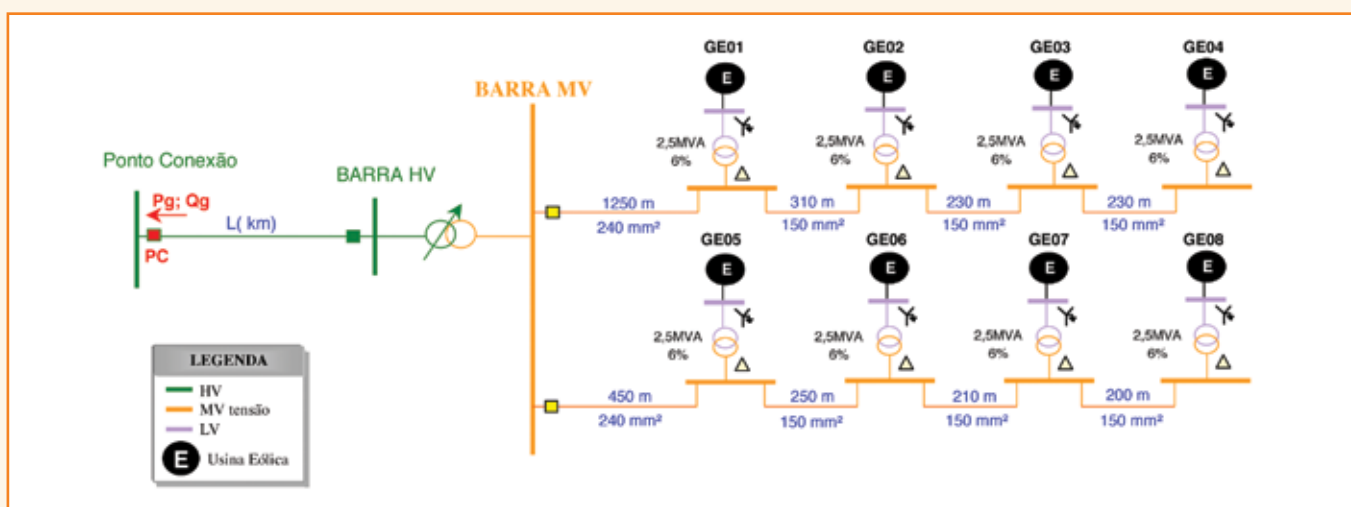 GE01 GE02 GE03 GE04
E E E E
BARRA MV
2,5MVA 2,5MVA 2,5MVA 2,5MVA
6% 6% 6% 6%
Ponto Conexão
BARRA HV
Pg; Qg
L( km)
PC
1250 m 310 m 230 m 230 m
240 mm² 150 mm² 150 mm² 150 mm²
GE05 GE06 GE07 GE08
E E E E
2,5MVA 2,5MVA 2,5MVA 2,5MVA
6% 6% 6% 6%
450 m 250 m 210 m 200 m
240 mm² 150 mm² 150 mm² 150 mm²
LEGENDA
HV
MV tensão
LV
E Usina Eólica